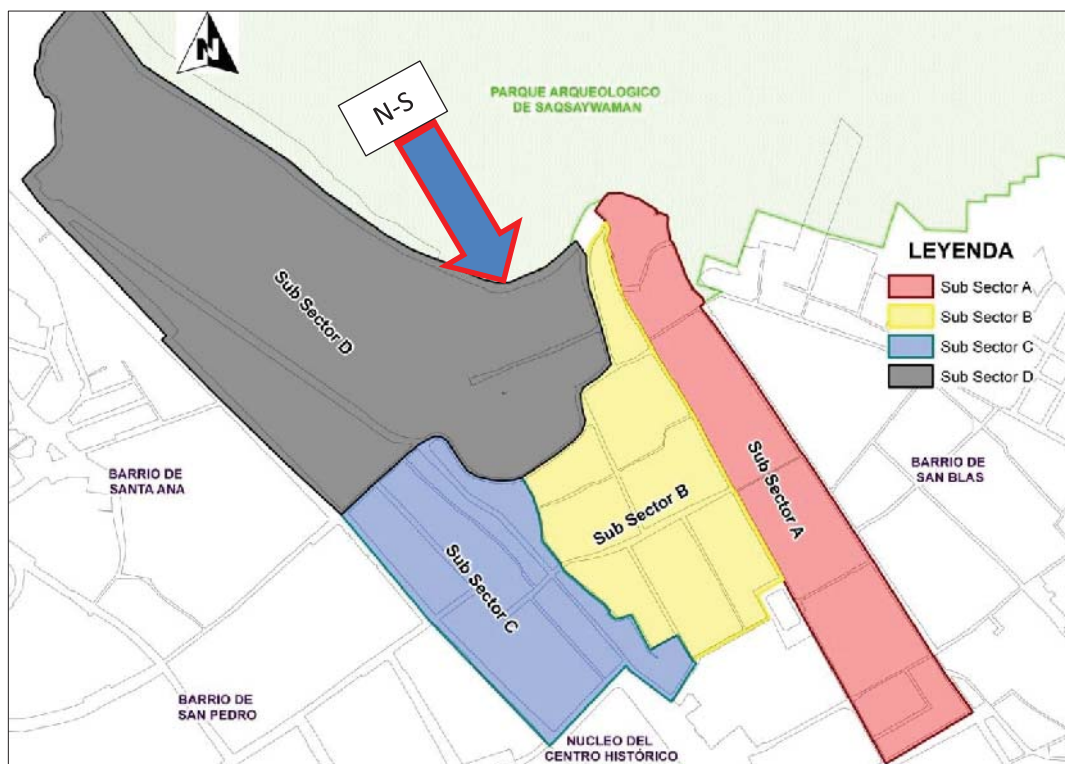 N
N-S
PARQUE ARQUEOLOGICO
DE SAQSAYWAMAN
LEYENDA
Sub Sector A
Sub Sector B
Sub Sector C
Sub Sector D
Sub Sector D
Sub Sector B
Sub Sector A
Sub Sector C
BARRIO DE
SANTA ANA
BARRIO DE
SAN BLAS
BARRIO DE
SAN PEDRO
NUCLEO DEL
CENTRO HISTÓRICO